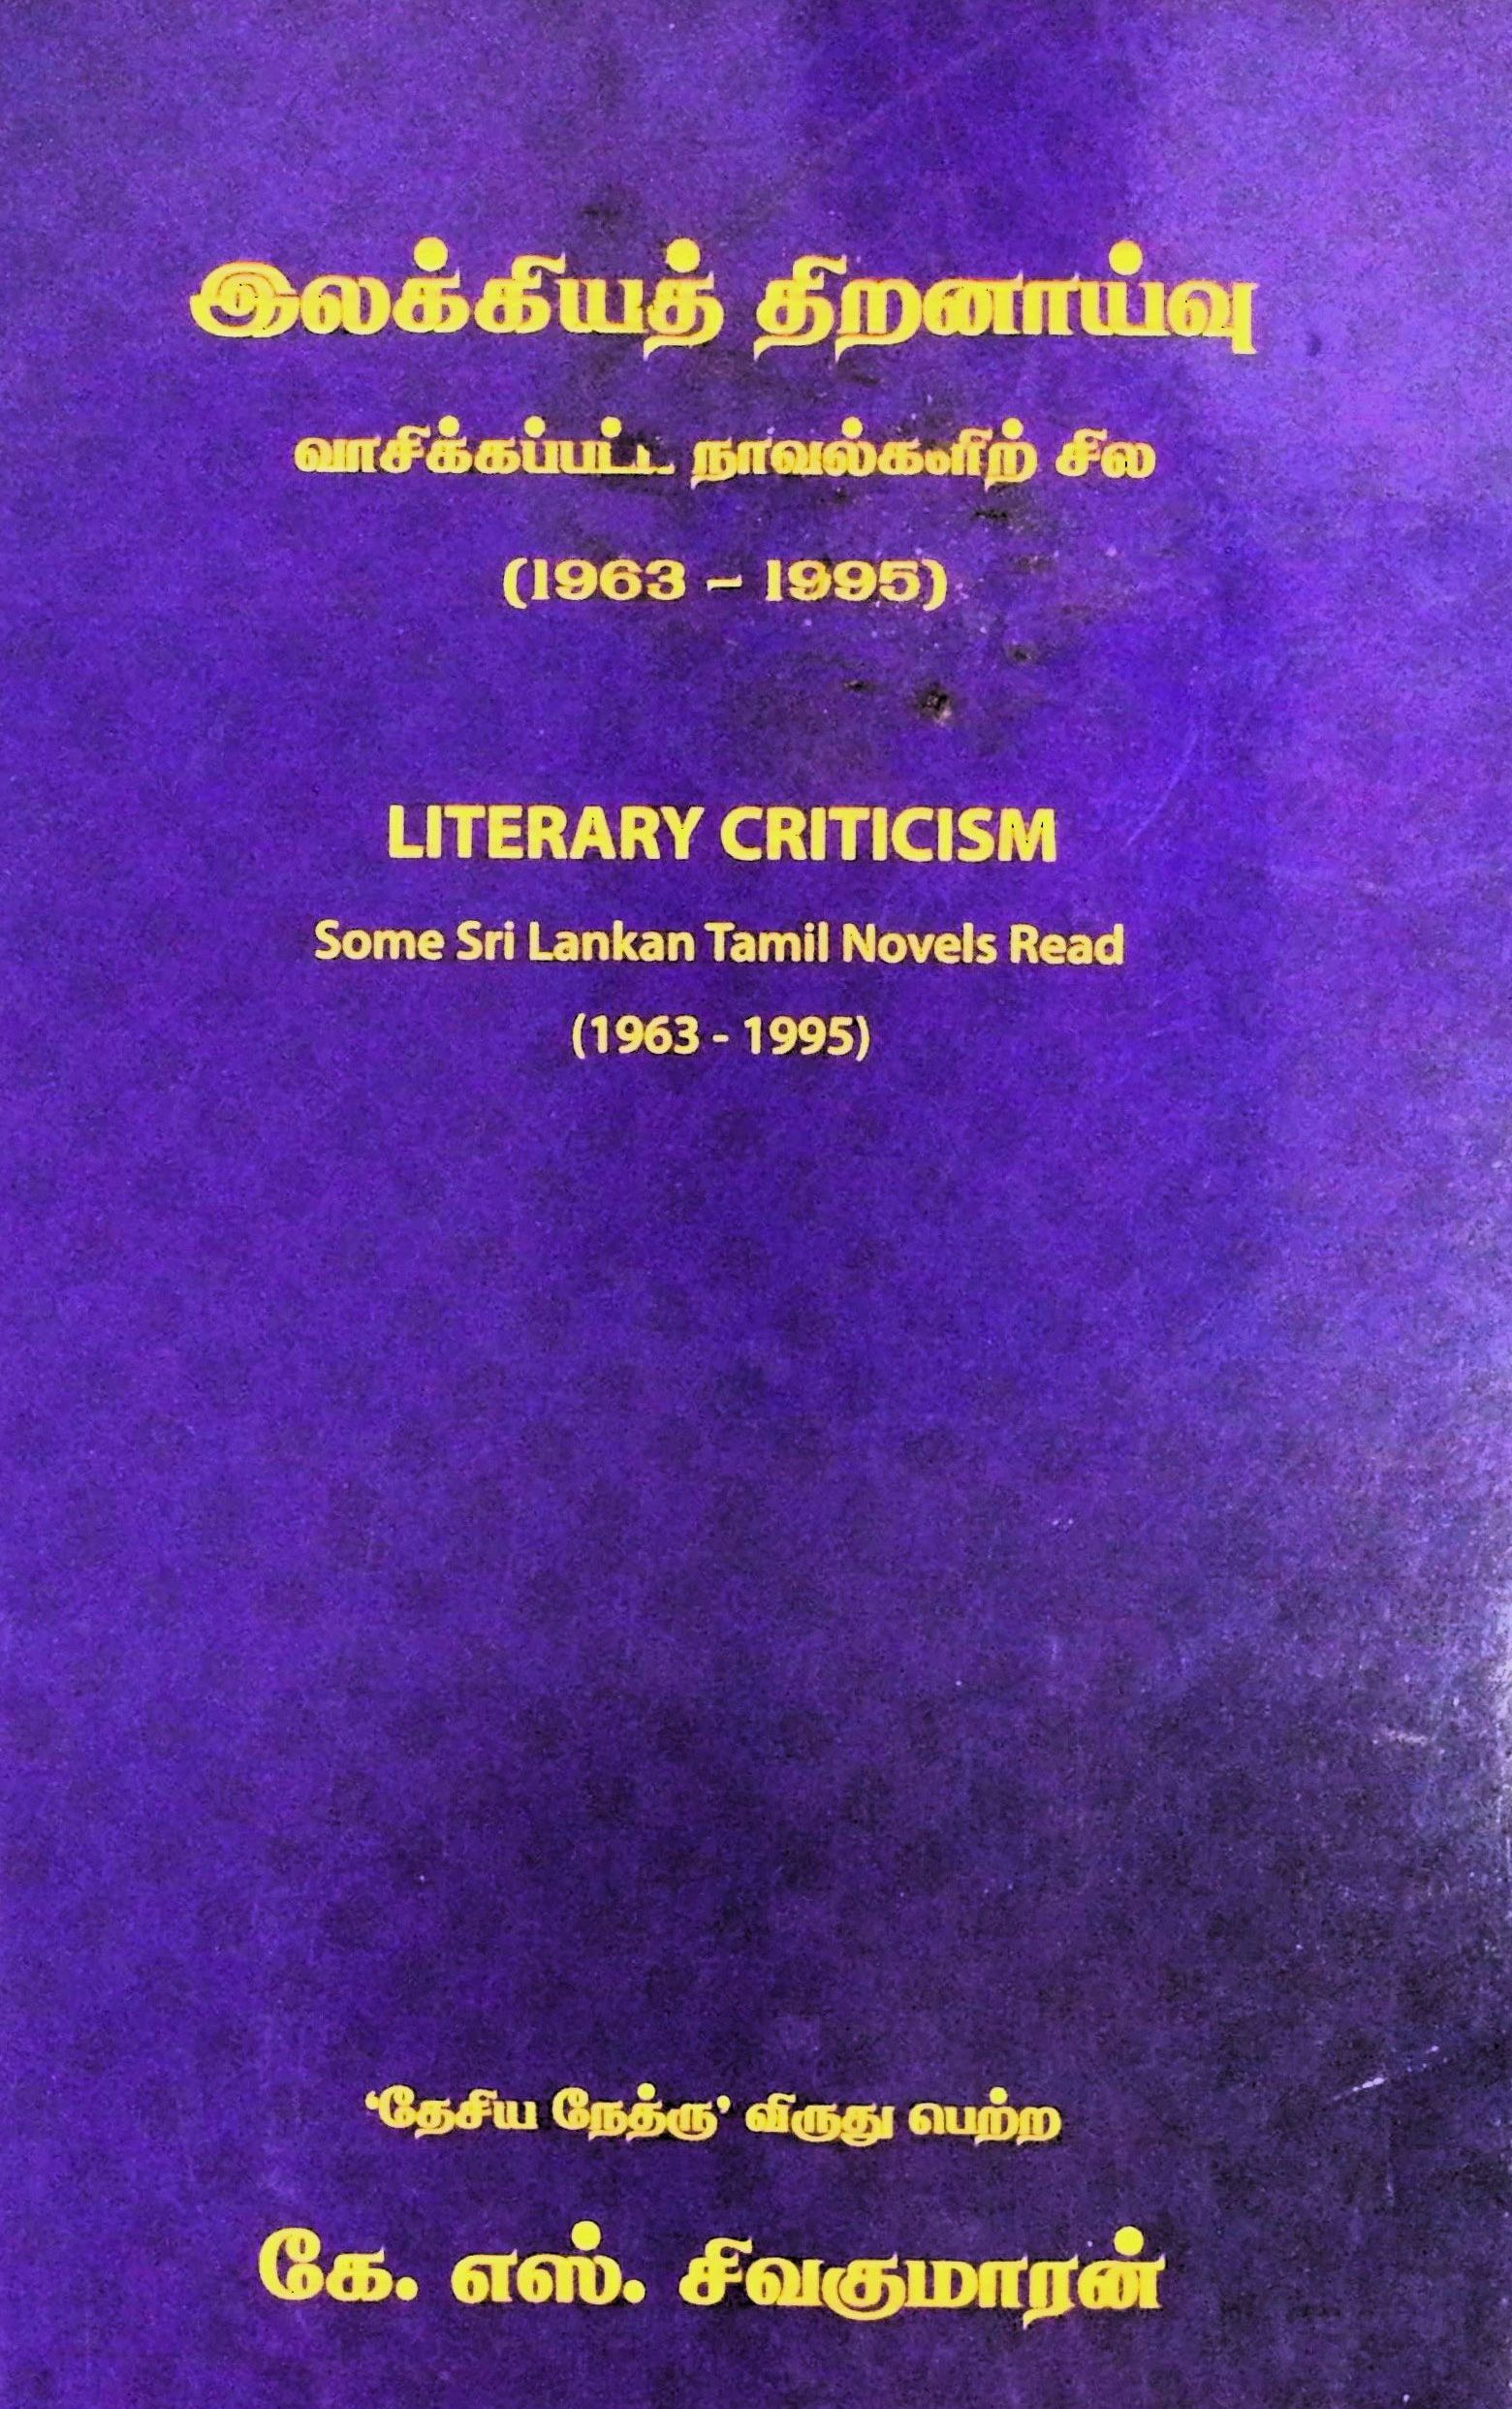 இலக்கியத் திறனாய்வு
வாசிக்கப்பட்ட நாவல்களிற் சில
(1963 – 1995)
LITERARY CRITICISM
Some Sri Lankan Tamil Novels Read
(1963 - 1995)
‘தேசிய நேத்ரு’ விருது பெற்ற
கே. எஸ். சிவகுமாரன்